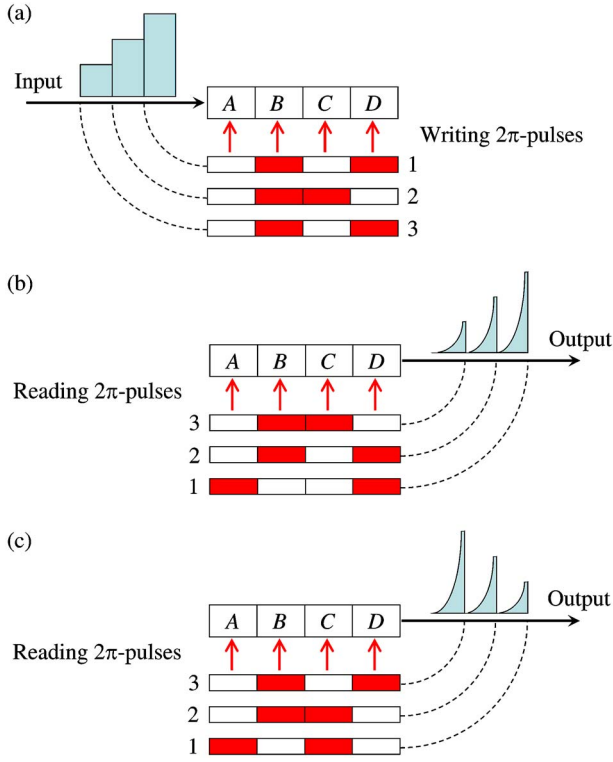 (a)
Input
A B C D
Writing 2π-pulses
1
2
3
(b)
Output
A B C D
Reading 2π-pulses
3
2
1
(c)
Output
A B C D
Reading 2π-pulses
3
2
1